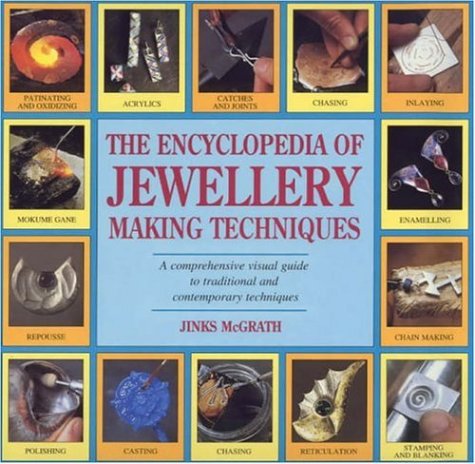 PATINATING
AND OXIDIZING
ACRYLICS
CATCHES
AND JOINTS
CHASING
INLAYING
THE ENCYCLOPEDIA OF
JEWELLERY
MAKING TECHNIQUES
A comprehensive visual guide
to traditional and
contemporary techniques
JINKS McGRATH
MOKUME GANE
ENAMELLING
REPOUSSE
CHAIN MAKING
POLISHING
CASTING
CHASING
RETICULATION
STAMPING
AND BLANKING